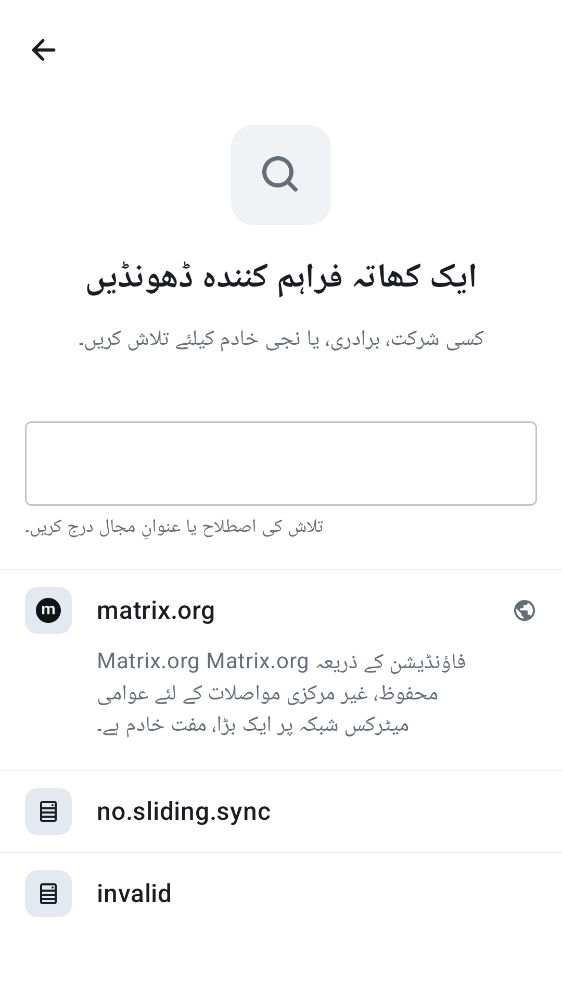 ایک کھاتہ فراہم کنندہ ڈھونڈیں
کسی شرکت، برادری، یا نجی خادم کیلئے تلاش کریں۔
تلاش کی اصطلاح یا عنوانِ مجال درج کریں۔
m
matrix.org
Matrix.org Matrix.org فاؤنڈیشن کے ذریعہ
محفوظ، غیر مرکزی مواصلات کے لئے عوامی
میٹرکس شبکہ پر ایک بڑا، مفت خادم ہے۔
no.sliding.sync
invalid